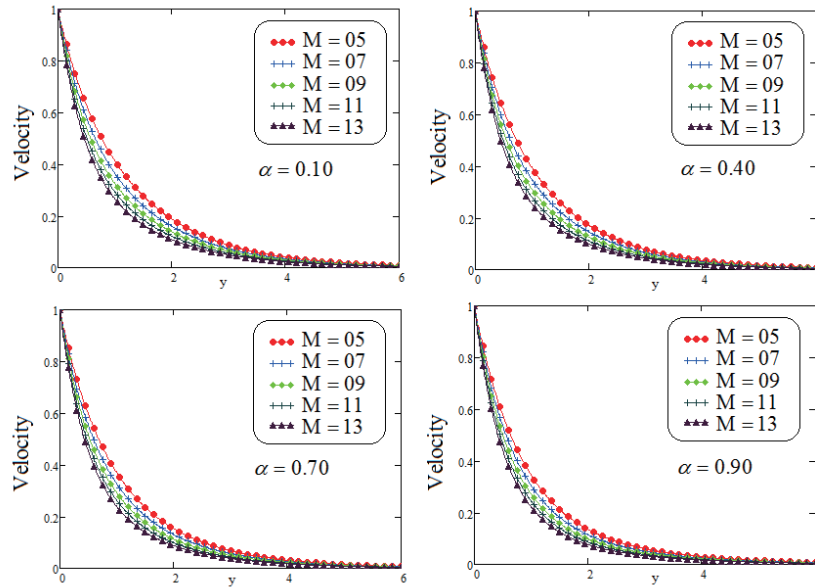 1
0.8
0.6
0.4
0.2
0
Velocity
M = 05
M = 07
M = 09
M = 11
M = 13
α = 0.10
0
2
4
6
y
1
0.8
0.6
0.4
0.2
0
Velocity
M = 05
M = 07
M = 09
M = 11
M = 13
α = 0.40
0
2
4
y
1
0.8
0.6
0.4
0.2
0
Velocity
M = 05
M = 07
M = 09
M = 11
M = 13
α = 0.70
0
2
4
6
y
1
0.8
0.6
0.4
0.2
0
Velocity
M = 05
M = 07
M = 09
M = 11
M = 13
α = 0.90
0
2
4
y